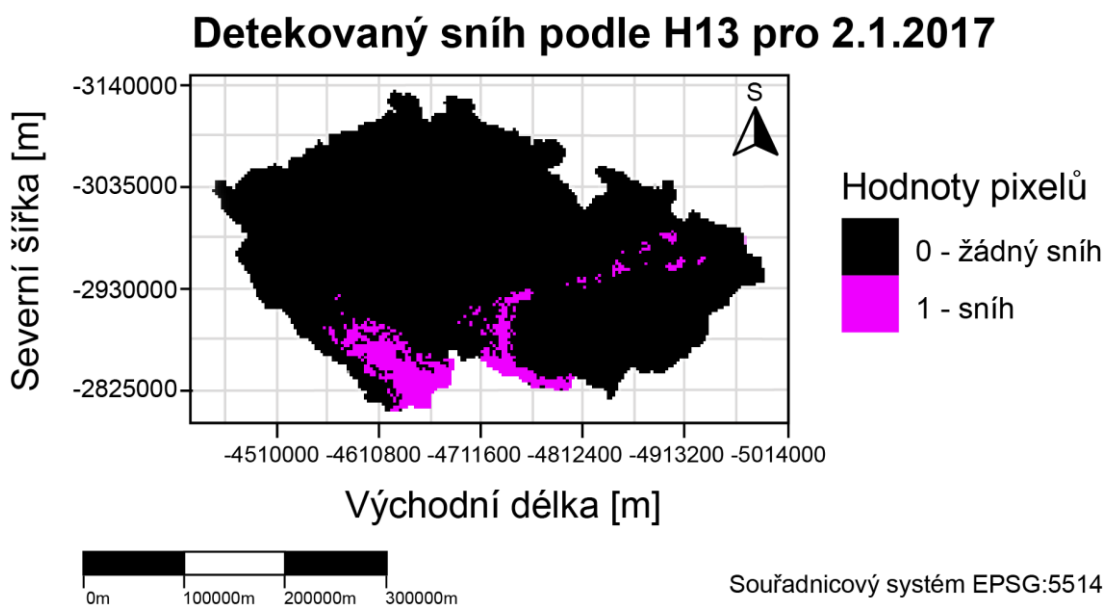 Detekovaný sníh podle H13 pro 2.1.2017
Severní šířka [m]
-3140000
-3035000
-2930000
-2825000
S
-4510000 -4610800 -4711600 -4812400 -4913200 -5014000
Východní délka [m]
Hodnoty pixelů
0 - žádný sníh
1 - sníh
0m 100000m 200000m 300000m
Souřadnicový systém EPSG:5514